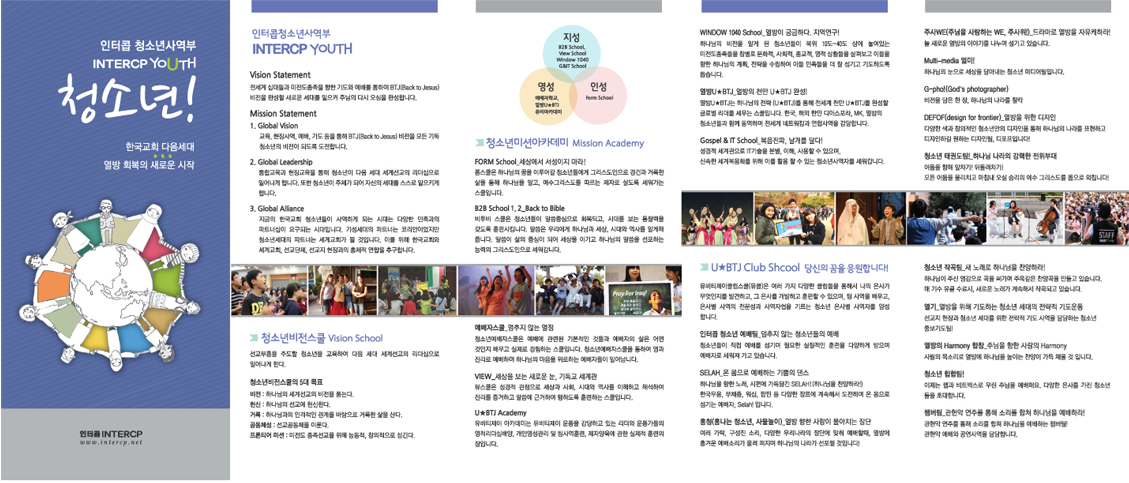 인터콥 청소년사역부
INTERCP YOUTH
청소년!
한국교회 다음세대
열방 회복의 새로운 시작
인터콥 INTERCP
www.intercp.net
인터콥청소년사역부
INTERCP YOUTH
Vision Statement
전세계 십대들과 미전도종족을 향한 기도와 예배를 통하여 BTJ(Back to Jesus)
비전을 완성할 새로운 세대를 일으켜 주님의 다시 오심을 완성합니다.
Mission Statement
1. Global Vision
교육, 현장사역, 예배, 기도 등을 통해 BTJ(Back to Jesus) 비전을 모든 기독
청소년의 비전이 되도록 도전합니다.
2. Global Leadership
통합교육과 현장교육을 통하여 청소년이 다음 세대 세계선교의 리더십으로
일어나게 합니다. 또한 청소년이 주체가 되어 자신의 세대를 스스로 일으키게
합니다.
3. Global Alliance
지금의 한국교회 청소년들이 사역하게 되는 시대는 다양한 민족과의
파트너십이 요구되는 시대입니다. 기성세대의 파트너는 코리안이었지만
청소년세대의 파트너는 세계교회가 될 것입니다. 이를 위해 한국교회와
세계교회, 선교단체, 선교지 현장과의 총체적 연합을 추구합니다.
청소년비전스쿨 Vision School
선교부흥을 주도할 청소년을 교육하여 다음 세대 세계선교의 리더십으로
일어나게 한다.
청소년비전스쿨의 5대 목표
비전 : 하나님의 세계선교의 비전을 품는다.
헌신 : 하나님의 선교에 헌신한다.
거룩 : 하나님과의 인격적인 관계를 바탕으로 거룩한 삶을 산다.
공동체성 : 선교공동체를 이룬다.
프론티어 미션 : 미전도 종족선교를 위해 능동적, 창의적으로 섬긴다.
지성
B2B School,
View School
Window 1040
G&IT School
영성
예배자학교,
열방U★BTJ
유비아카데미
인성
Form School
청소년미션아카데미 Mission Academy
FORM School_세상에서 서성이지 마라!
폼스쿨은 하나님의 몸을 이루어갈 청소년들에게 그리스도인으로 경건과 거룩한
삶을 통해 하나님을 알고, 예수그리스도를 따르는 제자로 살도록 세워가는
스쿨입니다.
B2B School 1, 2_Back to Bible
비투비 스쿨은 청소년들이 말씀중심으로 회복되고, 시대를 보는 통찰력을
갖도록 훈련시킵니다. 말씀은 우리에게 하나님과 세상, 시대와 역사를 알게해
줍니다. 말씀이 삶의 중심이 되어 세상을 이기고 하나님의 말씀을 선포하는
능력의 그리스도인으로 세워갑니다.
Pray For Iraq!
예배자스쿨_멈추지 않는 열정
청소년예배자스쿨은 예배에 관련된 기본적인 것들과 예배자의 삶은 어떤
것인지 배우고 실제로 경험하는 스쿨입니다. 청소년예배자스쿨을 통하여 영과
진리로 예배하며 하나님의 마음을 위로하는 예배자들이 일어납니다.
VIEW_세상을 보는 새로운 눈, 기독교 세계관
뷰스쿨은 성경적 관점으로 세상과 사회, 시대와 역사를 이해하고 해석하여
진리를 증거하고 말씀에 근거하여 행하도록 훈련하는 스쿨입니다.
U★BTJ Academy
유비티제이 아카데미는 유비티제이 운동을 감당하고 있는 리더와 운동가들의
영적리더십배양, 개인영성관리 및 팀사역훈련, 제자양육에 관한 실제적 훈련의
장입니다.
WINDOW 1040 School_열방이 궁금하다. 지역연구!
하나님의 비전을 알게 된 청소년들이 북위 10도~40도 상에 놓여있는
미전도종족들을 집별로 문화적, 사회적, 종교적, 영적 상황들을 살펴보고 이들을
향한 하나님의 계획, 전략을 수립하여 이들 민족들을 더 잘 섬기고 기도하도록
돕습니다.
열방U★BTJ_열방의 천만 U★BTJ 완성!
열방U★BTJ는 하나님의 전략 (U★BTJ)를 통해 전세계 천만 U★BTJ를 완성할
글로벌 리더를 세우는 스쿨입니다. 한국, 해외 한인 디아스포라, MK, 열방의
청소년들과 함께 동역하며 전세계 네트워킹과 연합사역을 감당합니다.
Gospel & IT School_복음전파, 날개를 달다!
성경적 세계관으로 IT기술을 분별, 이해, 사용할 수 있으며,
신속한 세계복음화를 위해 이를 활용 할 수 있는 청소년사역자를 세워갑니다.
U★BTJ Club Shcool 당신의 꿈을 응원합니다!
유비티제이클럽스쿨(유클)은 여러 가지 다양한 클럽들을 통해서 나의 은사가
무엇인지를 발견하고, 그 은사를 개발하고 훈련할 수 있으며, 팀 사역을 배우고,
은사별 사역의 전문성과 사역자성을 기르는 청소년 은사별 사역자를 양성
합니다.
인터콥 청소년 예배팀_멈추지 않는 청소년들의 예배
청소년들이 직접 예배를 섬기며 필요한 실질적인 훈련을 다양하게 받으며
예배자로 세워져 가고 있습니다.
SELAH_온 몸으로 예배하는 기쁨의 댄스
하나님을 향한 노래, 시편에 가득담긴 SELAH! (하나님을 찬양하라!)
한국무용, 부채춤, 워십, 힙합 등 다양한 장르에 계속해서 도전하며 온 몸으로
섬기는 예배자, Selah! 입니다.
흥청(흥나는 청소년, 사물놀이)_열방 향한 사랑이 몰아치는 장단
여러 가락, 구성진 소리, 다양한 우리나라의 장단에 맞춰 예배할때, 열방에
흥겨운 예배소리가 울려 퍼지며 하나님의 나라가 선포될 것입니다!
주사WE(주님을 사랑하는 WE, 주사위)_드라마로 열방을 자유케하라!
늘 새로운 열방의 이야기를 나누며 섬기고 있습니다.
Multi-media 얼미!
하나님의 눈으로 세상을 담아내는 청소년 미디어팀입니다.
G-pho!(God's photographer)
비전을 담은 한 샷, 하나님의 나라를 찰칵
DEFOF(design for frontier)_열방을 위한 디자인
다양한 색과 창의적인 청소년만의 디자인을 통해 하나님의 나라를 표현하고
디자인하길 원하는 디자인팀, 디포프입니다!
청소년 태권도팀!_하나님 나라의 강력한 전위부대
어둠을 향해 앞차기! 뒤돌려차기!
모든 어둠을 물리치고 마침내 오실 승리의 예수 그리스도를 몸으로 외칩니다!
STAFF
청소년 작곡팀_새 노래로 하나님을 찬양하라!
하나님이 주신 영감으로 곡을 써가며 주옥같은 찬양곡을 만들고 있습니다.
매 기수 유클 수료시, 새로운 노래가 계속해서 작곡되고 있습니다.
열기_열방을 위해 기도하는 청소년 세대의 전략적 기도운동
선교지 현장과 청소년 세대를 위한 전략적 기도 사역을 담당하는 청소년
중보기도팀!
열방의 Harmony 합창_주님을 향한 사랑의 Harmony
사람의 목소리로 열방에 하나님을 높이는 찬양이 가득 채울 것 입니다.
청소년 힙합팀!
이제는 랩과 비트박스로 우린 주님을 예배해요. 다양한 은사를 가진 청소년
들을 초대합니다.
챔버팀_관현악 연주를 통해 소리를 합쳐 하나님을 예배하라!
관현악 연주를 통해 소리를 합쳐 하나님을 예배하는 챔버팀!
관현악 예배와 공연사역을 담당합니다.